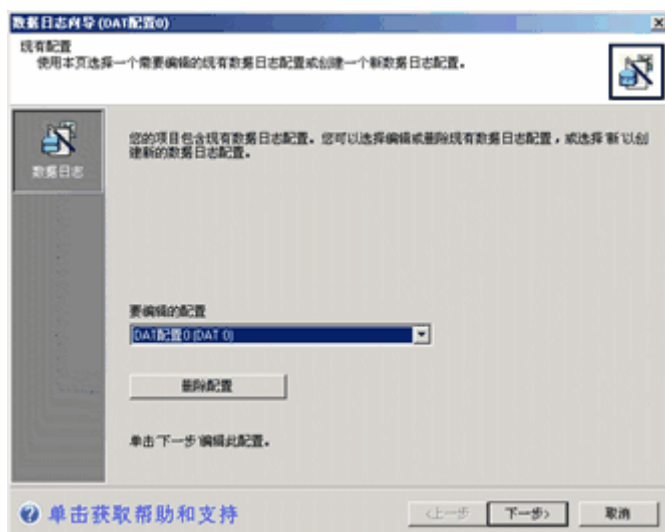 数据日志向导 (DAT配置0)
现有配置
使用本页选择一个需要编辑的现有数据日志配置或创建一个新数据日志配置。
数据日志
您的项目包含现有数据日志配置。您可以选择编辑或删除现有数据日志配置，或选择'新'以创
建新的数据日志配置。
要编辑的配置
DAT配置0 (DAT 0)
删除配置
单击'下一步'编辑此配置。
单击获取帮助和支持
<上一步
下一步>
取消